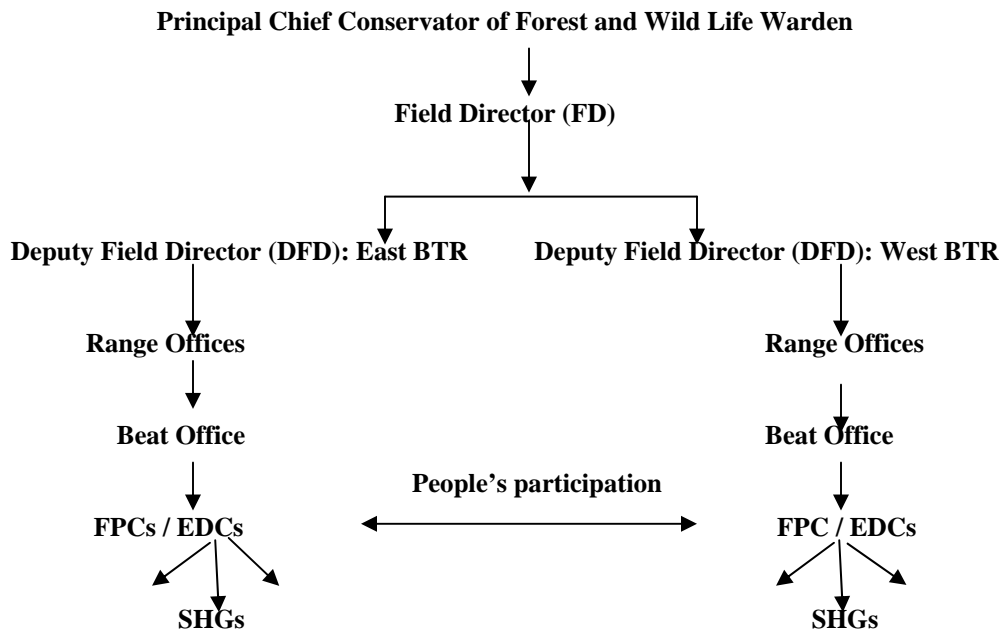 Principal Chief Conservator of Forest and Wild Life Warden
Field Director (FD)
Deputy Field Director (DFD): East BTR
Deputy Field Director (DFD): West BTR
Range Offices
Range Offices
Beat Office
Beat Office
People’s participation
FPCs / EDCs
FPC / EDCs
SHGs
SHGs